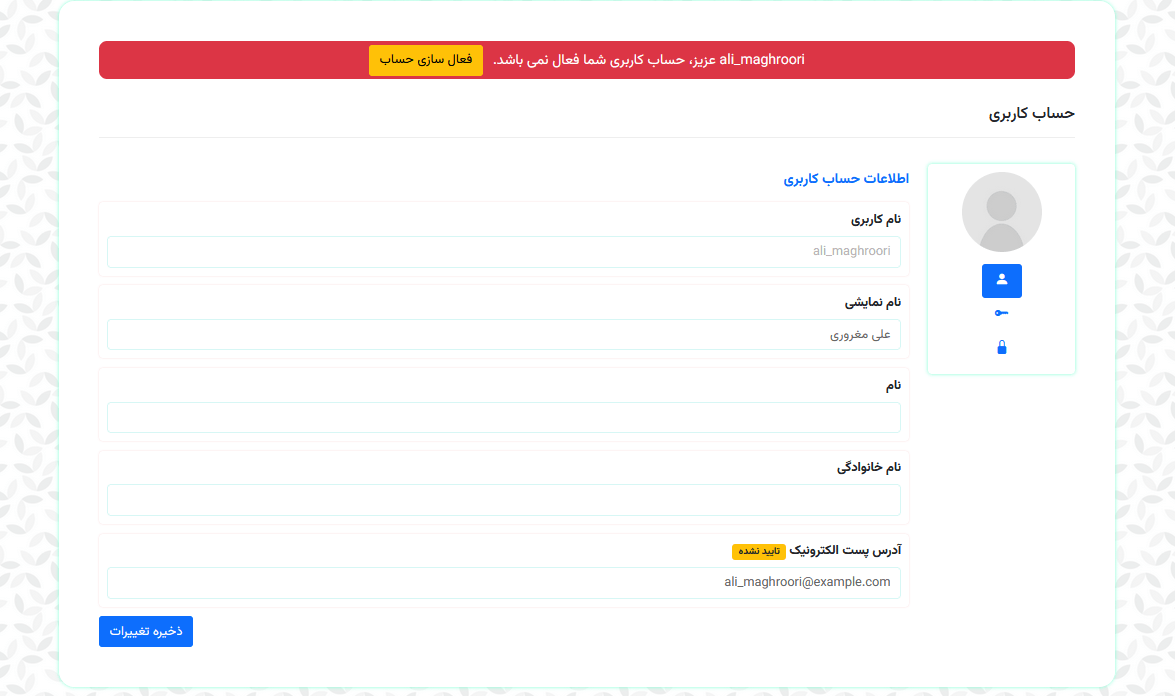 ali_maghroori عزیز، حساب کاربری شما فعال نمی باشد. فعال سازی حساب
حساب کاربری
اطلاعات حساب کاربری
نام کاربری
ali_maghroori
نام نمایشی
علی مغروری
نام
نام خانوادگی
آدرس پست الکترونیک تایید نشده
ali_maghroori@example.com
ذخیره تغییرات